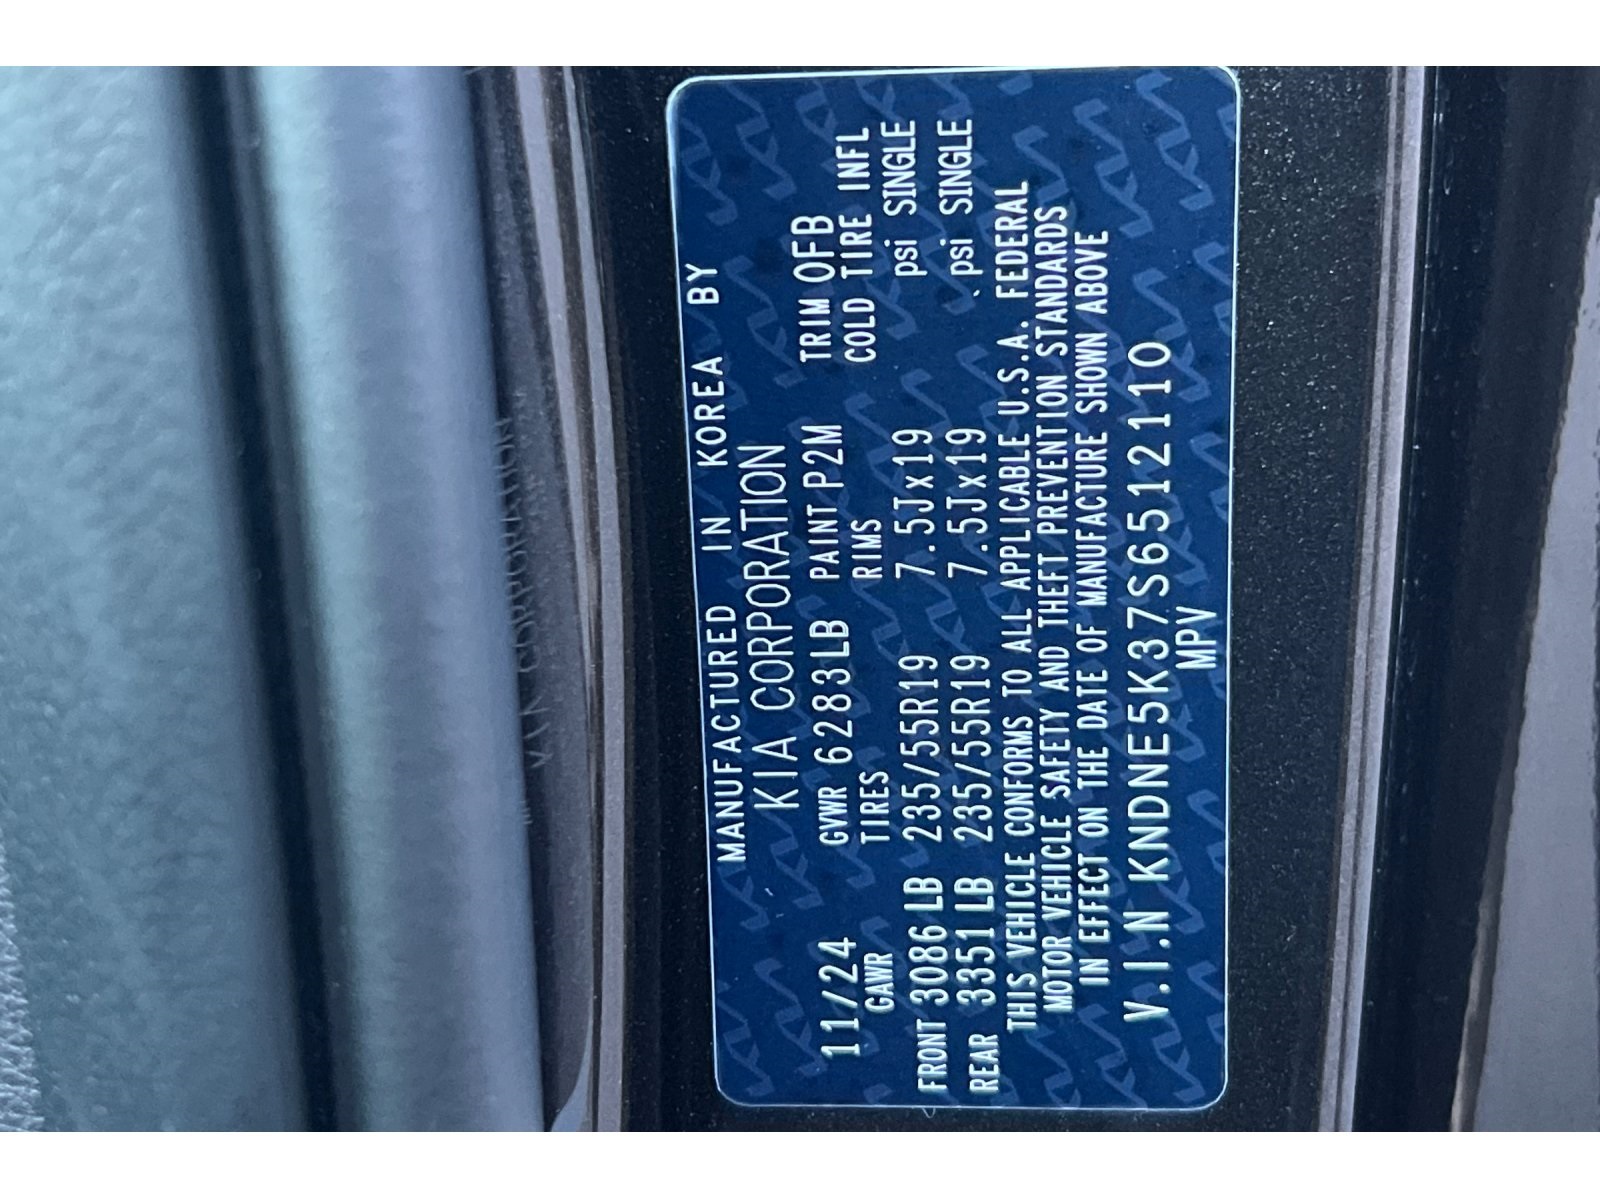 MANUFACTURED IN KOREA BY
KIA CORPORATION
11/24 GVWR 6283LB PAINT P2M TRIM OFB
GAWR TIRES RIMS COLD TIRE INFL
FRONT 3086 LB 235/55R19 7.5Jx19 psi SINGLE
REAR 3351 LB 235/55R19 7.5Jx19 psi SINGLE
THIS VEHICLE CONFORMS TO ALL APPLICABLE U.S.A. FEDERAL
MOTOR VEHICLE SAFETY AND THEFT PREVENTION STANDARDS
IN EFFECT ON THE DATE OF MANUFACTURE SHOWN ABOVE
V.I.N KNDNE5K37S6512110
MPV